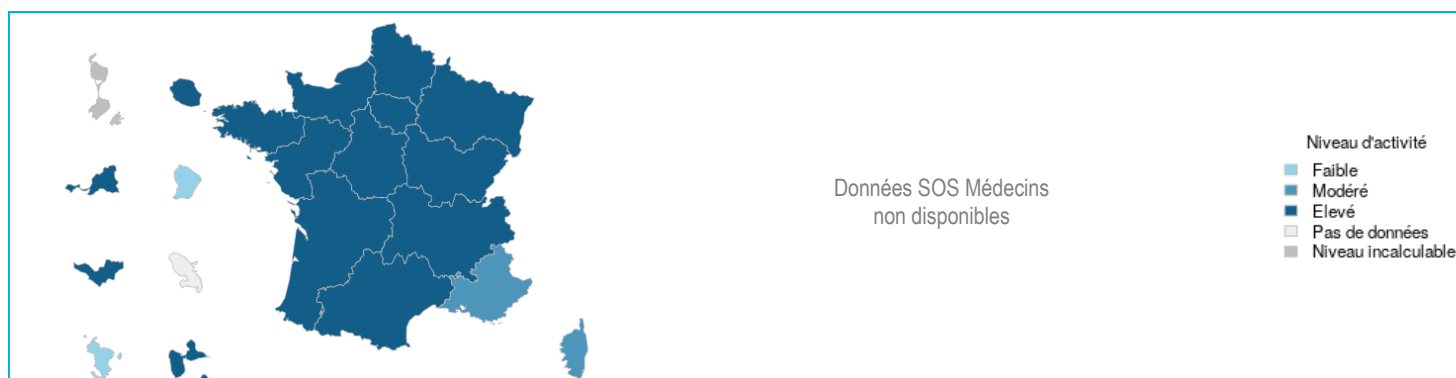 Données SOS Médecins
non disponibles
Niveau d'activité
Faible
Modéré
Elevé
Pas de données
Niveau incalculable